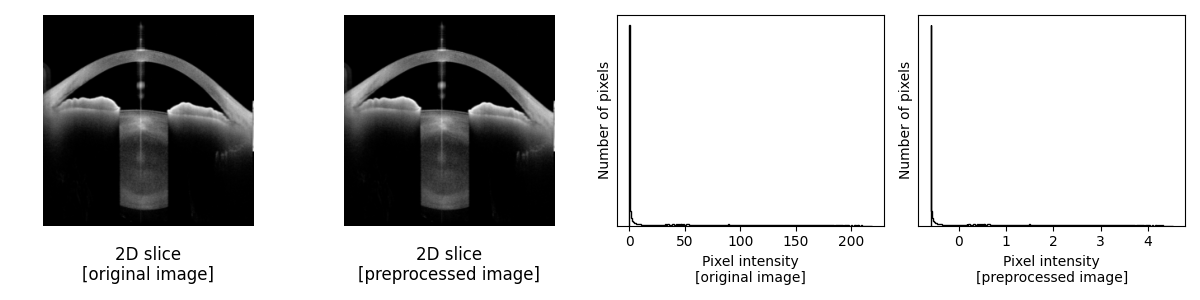 2D slice
[original image]
2D slice
[preprocessed image]
Number of pixels
0 50 100 150 200
Pixel intensity
[original image]
Number of pixels
0 1 2 3 4
Pixel intensity
[preprocessed image]